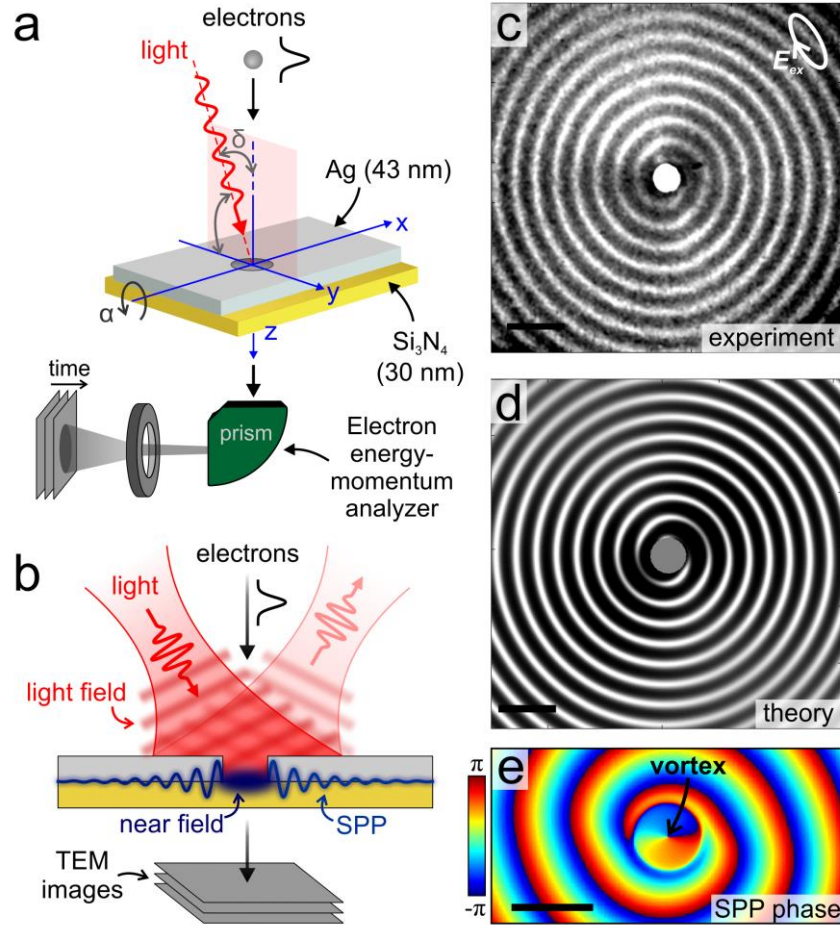 a
electrons
light
δ
Ag (43 nm)
x
y
α
z
Si₃N₄
(30 nm)
time
prism
Electron
energy-
momentum
analyzer
b
electrons
light
light field
near field
SPP
TEM
images
c
E_ex
experiment
d
theory
e
π
-π
vortex
SPP phase